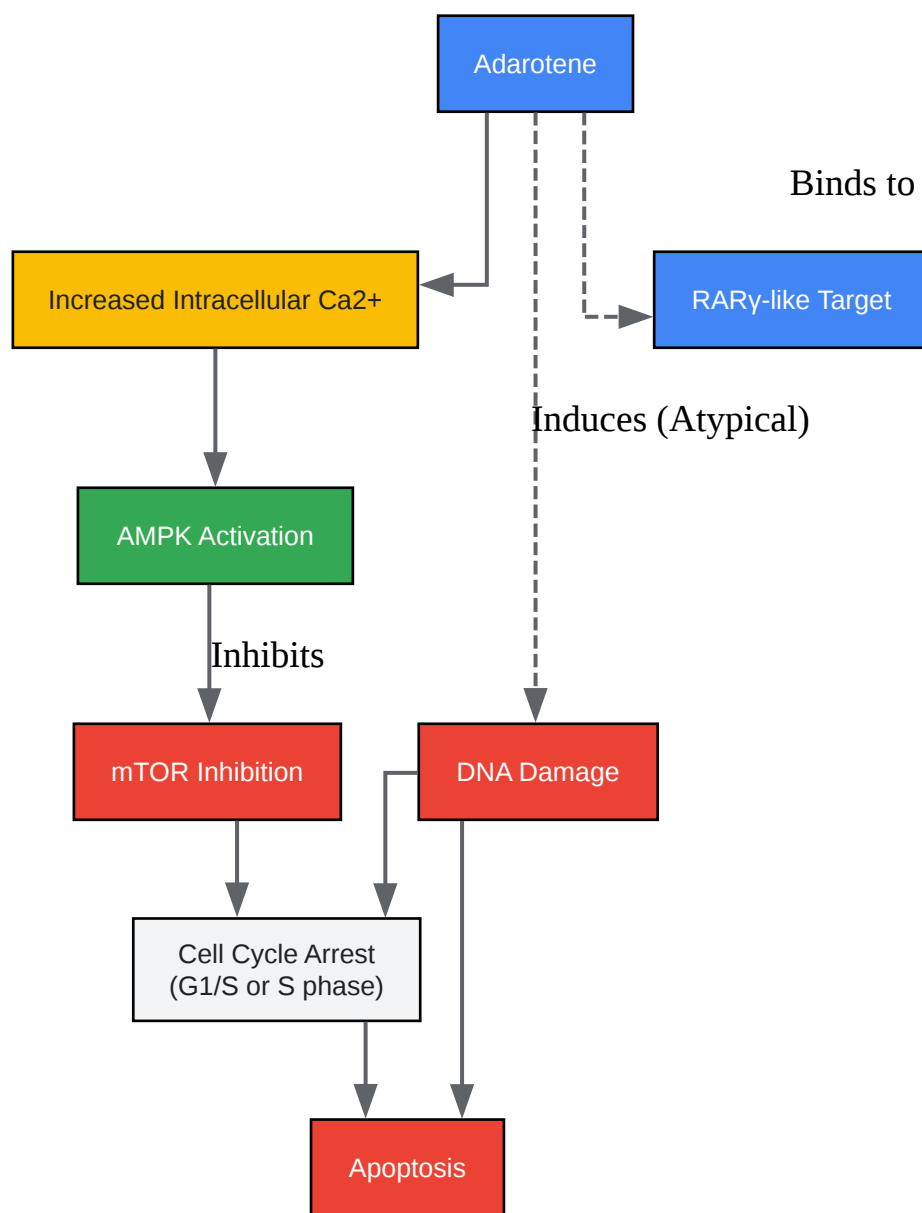 Adarotene
Binds to
Increased Intracellular Ca2+
RARγ-like Target
Induces (Atypical)
AMPK Activation
Inhibits
mTOR Inhibition
DNA Damage
Cell Cycle Arrest
(G1/S or S phase)
Apoptosis